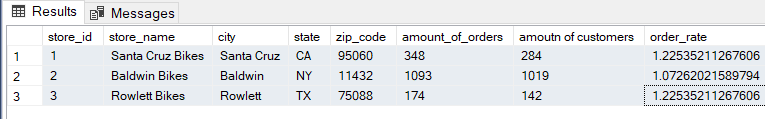 Results Messages
store_id store_name city state zip_code amount_of_orders amoutn of customers order_rate
1 1 Santa Cruz Bikes Santa Cruz CA 95060 348 284 1.22535211267606
2 2 Baldwin Bikes Baldwin NY 11432 1093 1019 1.07262021589794
3 3 Rowlett Bikes Rowlett TX 75088 174 142 1.22535211267606